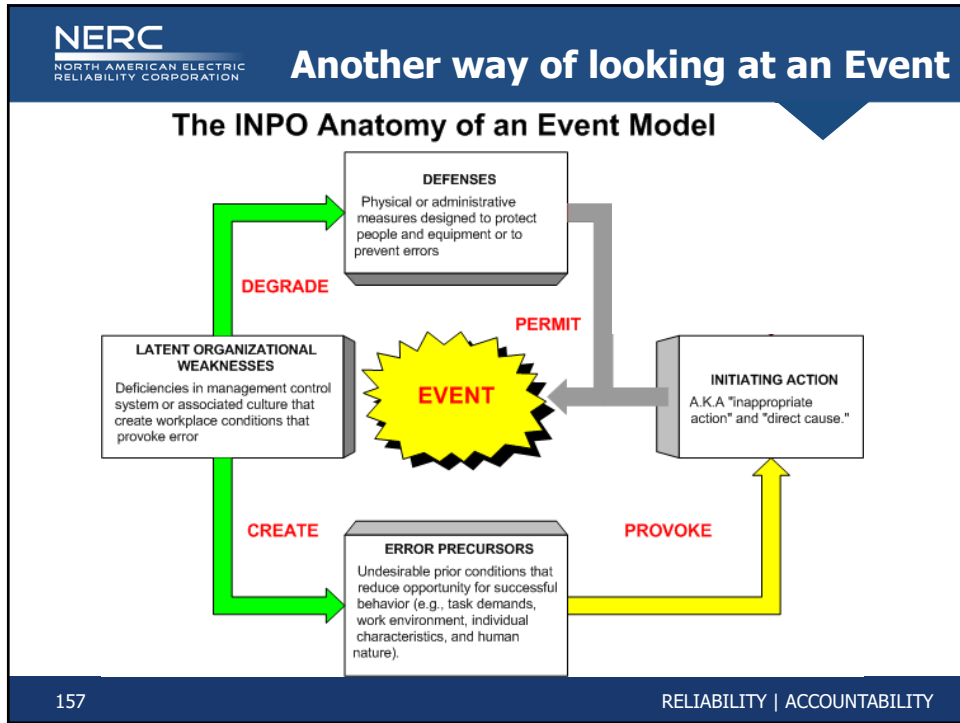 NERC
NORTH AMERICAN ELECTRIC
RELIABILITY CORPORATION
Another way of looking at an Event
The INPO Anatomy of an Event Model
DEFENSES
Physical or administrative
measures designed to protect
people and equipment or to
prevent errors
DEGRADE
PERMIT
LATENT ORGANIZATIONAL
WEAKNESSES
Deficiencies in management control
system or associated culture that
create workplace conditions that
provoke error
EVENT
INITIATING ACTION
A.K.A "inappropriate
action" and "direct cause."
CREATE
PROVOKE
ERROR PRECURSORS
Undesirable prior conditions that
reduce opportunity for successful
behavior (e.g., task demands,
work environment, individual
characteristics, and human
nature).
157
RELIABILITY | ACCOUNTABILITY